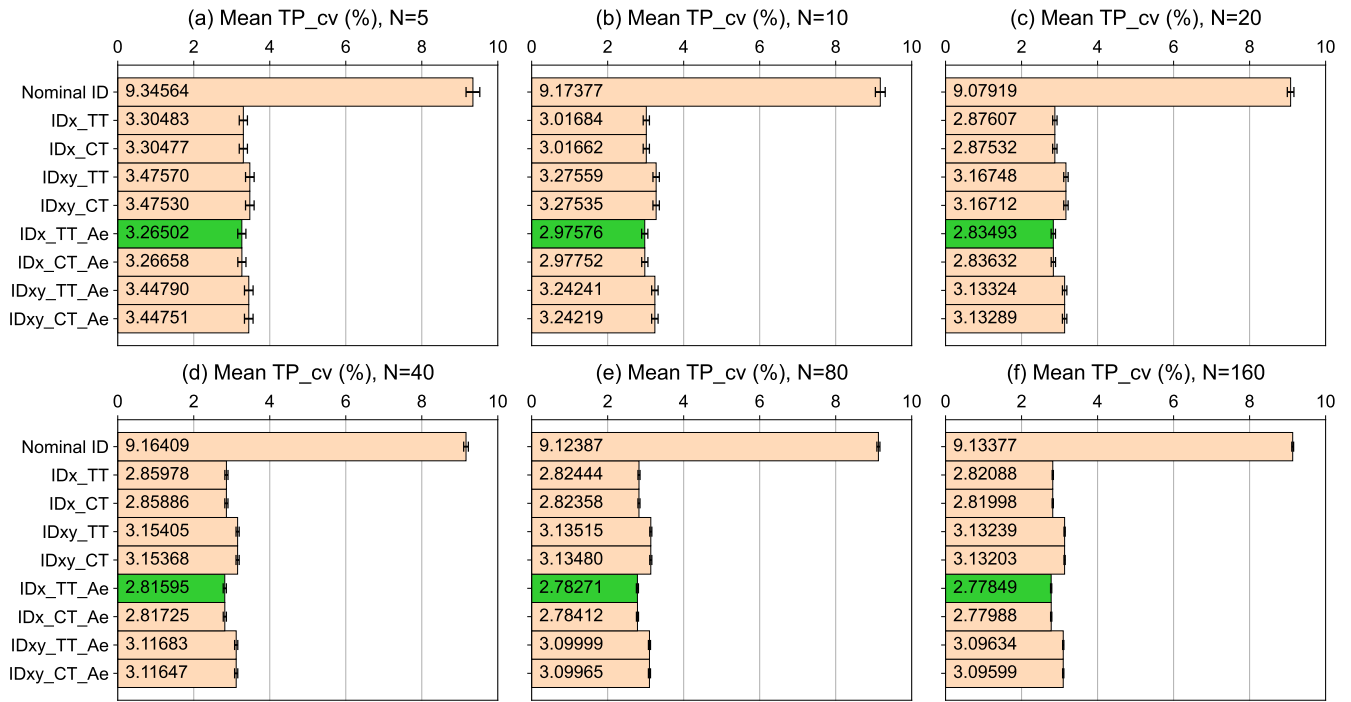 (a) Mean TP_cv (%), N=5
(b) Mean TP_cv (%), N=10
(c) Mean TP_cv (%), N=20
0 2 4 6 8 10
0 2 4 6 8 10
0 2 4 6 8 10
Nominal ID 9.34564 9.17377 9.07919
IDx_TT 3.30483 3.01684 2.87607
IDx_CT 3.30477 3.01662 2.87532
IDxy_TT 3.47570 3.27559 3.16748
IDxy_CT 3.47530 3.27535 3.16712
IDx_TT_Ae 3.26502 2.97576 2.83493
IDx_CT_Ae 3.26658 2.97752 2.83632
IDxy_TT_Ae 3.44790 3.24241 3.13324
IDxy_CT_Ae 3.44751 3.24219 3.13289
(d) Mean TP_cv (%), N=40
(e) Mean TP_cv (%), N=80
(f) Mean TP_cv (%), N=160
0 2 4 6 8 10
0 2 4 6 8 10
0 2 4 6 8 10
Nominal ID 9.16409 9.12387 9.13377
IDx_TT 2.85978 2.82444 2.82088
IDx_CT 2.85886 2.82358 2.81998
IDxy_TT 3.15405 3.13515 3.13239
IDxy_CT 3.15368 3.13480 3.13203
IDx_TT_Ae 2.81595 2.78271 2.77849
IDx_CT_Ae 2.81725 2.78412 2.77988
IDxy_TT_Ae 3.11683 3.09999 3.09634
IDxy_CT_Ae 3.11647 3.09965 3.09599